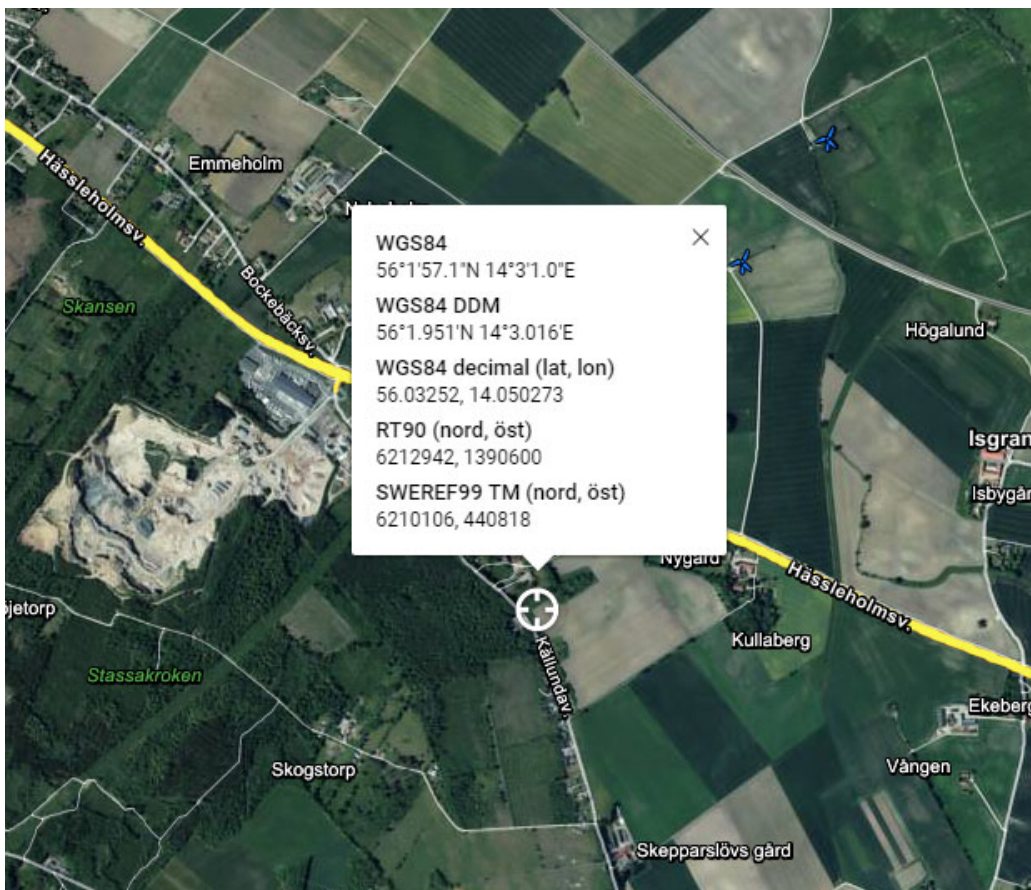 Emmeholm
Hässleholmsv.
Skansen
Bockebäcksv.
WGS84
56°1'57.1"N 14°3'1.0"E
WGS84 DDM
56°1.951'N 14°3.016'E
WGS84 decimal (lat, lon)
56.03252, 14.050273
RT90 (nord, öst)
6212942, 1390600
SWEREF99 TM (nord, öst)
6210106, 440818
Högalund
Isgran
Isbygår
Nygård
Hässleholmsv.
Kullaberg
öjetorp
Källundav.
Stassakroken
Ekeberg
Vången
Skogstorp
Skepparslövs gård